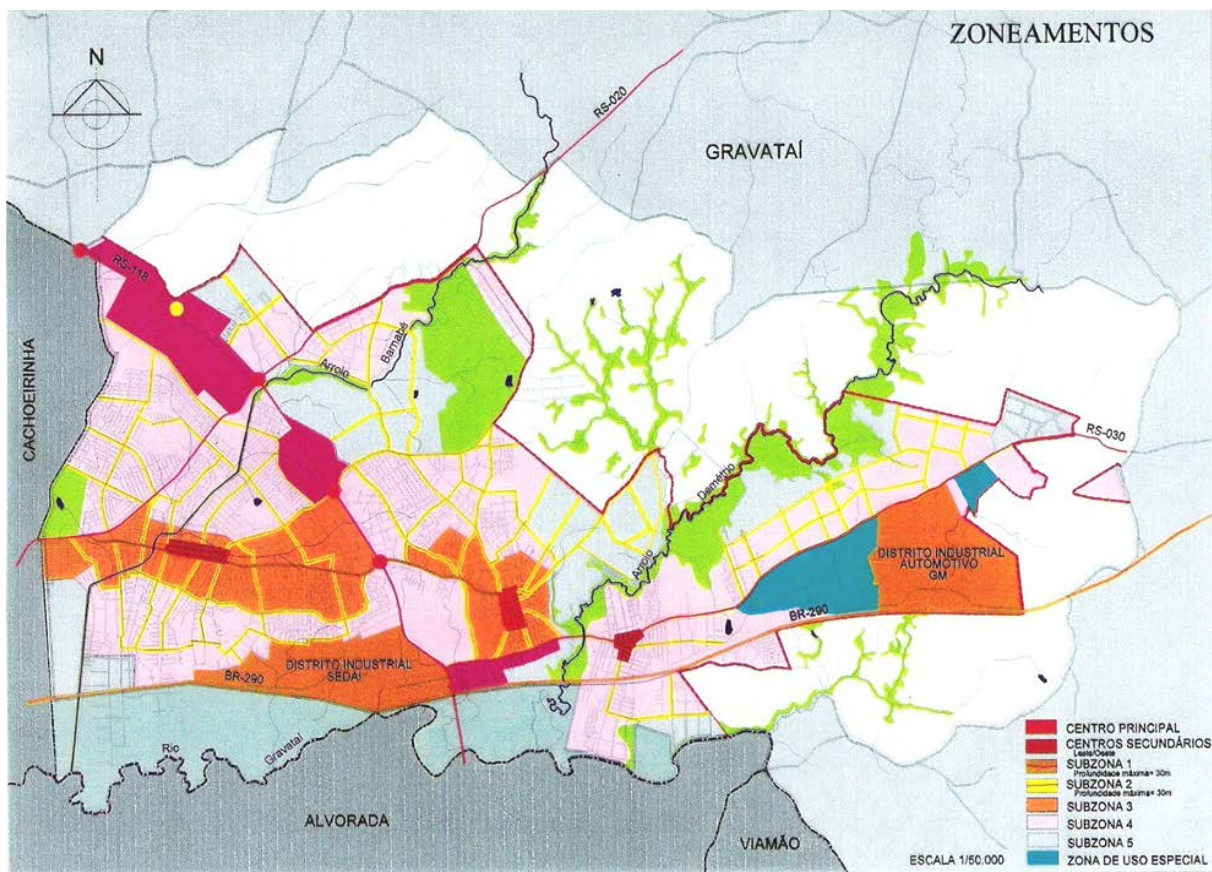 ZONEAMENTOS
N
RS-020
GRAVATAÍ
RS-118
CACHOEIRINHA
Arroio
Barnabé
RS-030
Arroio
Demétrio
DISTRITO INDUSTRIAL
AUTOMOTIVO
GM
BR-290
DISTRITO INDUSTRIAL
SEDAI
BR-290
Rio
Gravataí
ALVORADA
VIAMÃO
ESCALA 1/50.000
CENTRO PRINCIPAL
CENTROS SECUNDÁRIOS
Leste/Oeste
SUBZONA 1
Profundidade máxima= 30m
SUBZONA 2
Profundidade máxima= 30m
SUBZONA 3
SUBZONA 4
SUBZONA 5
ZONA DE USO ESPECIAL